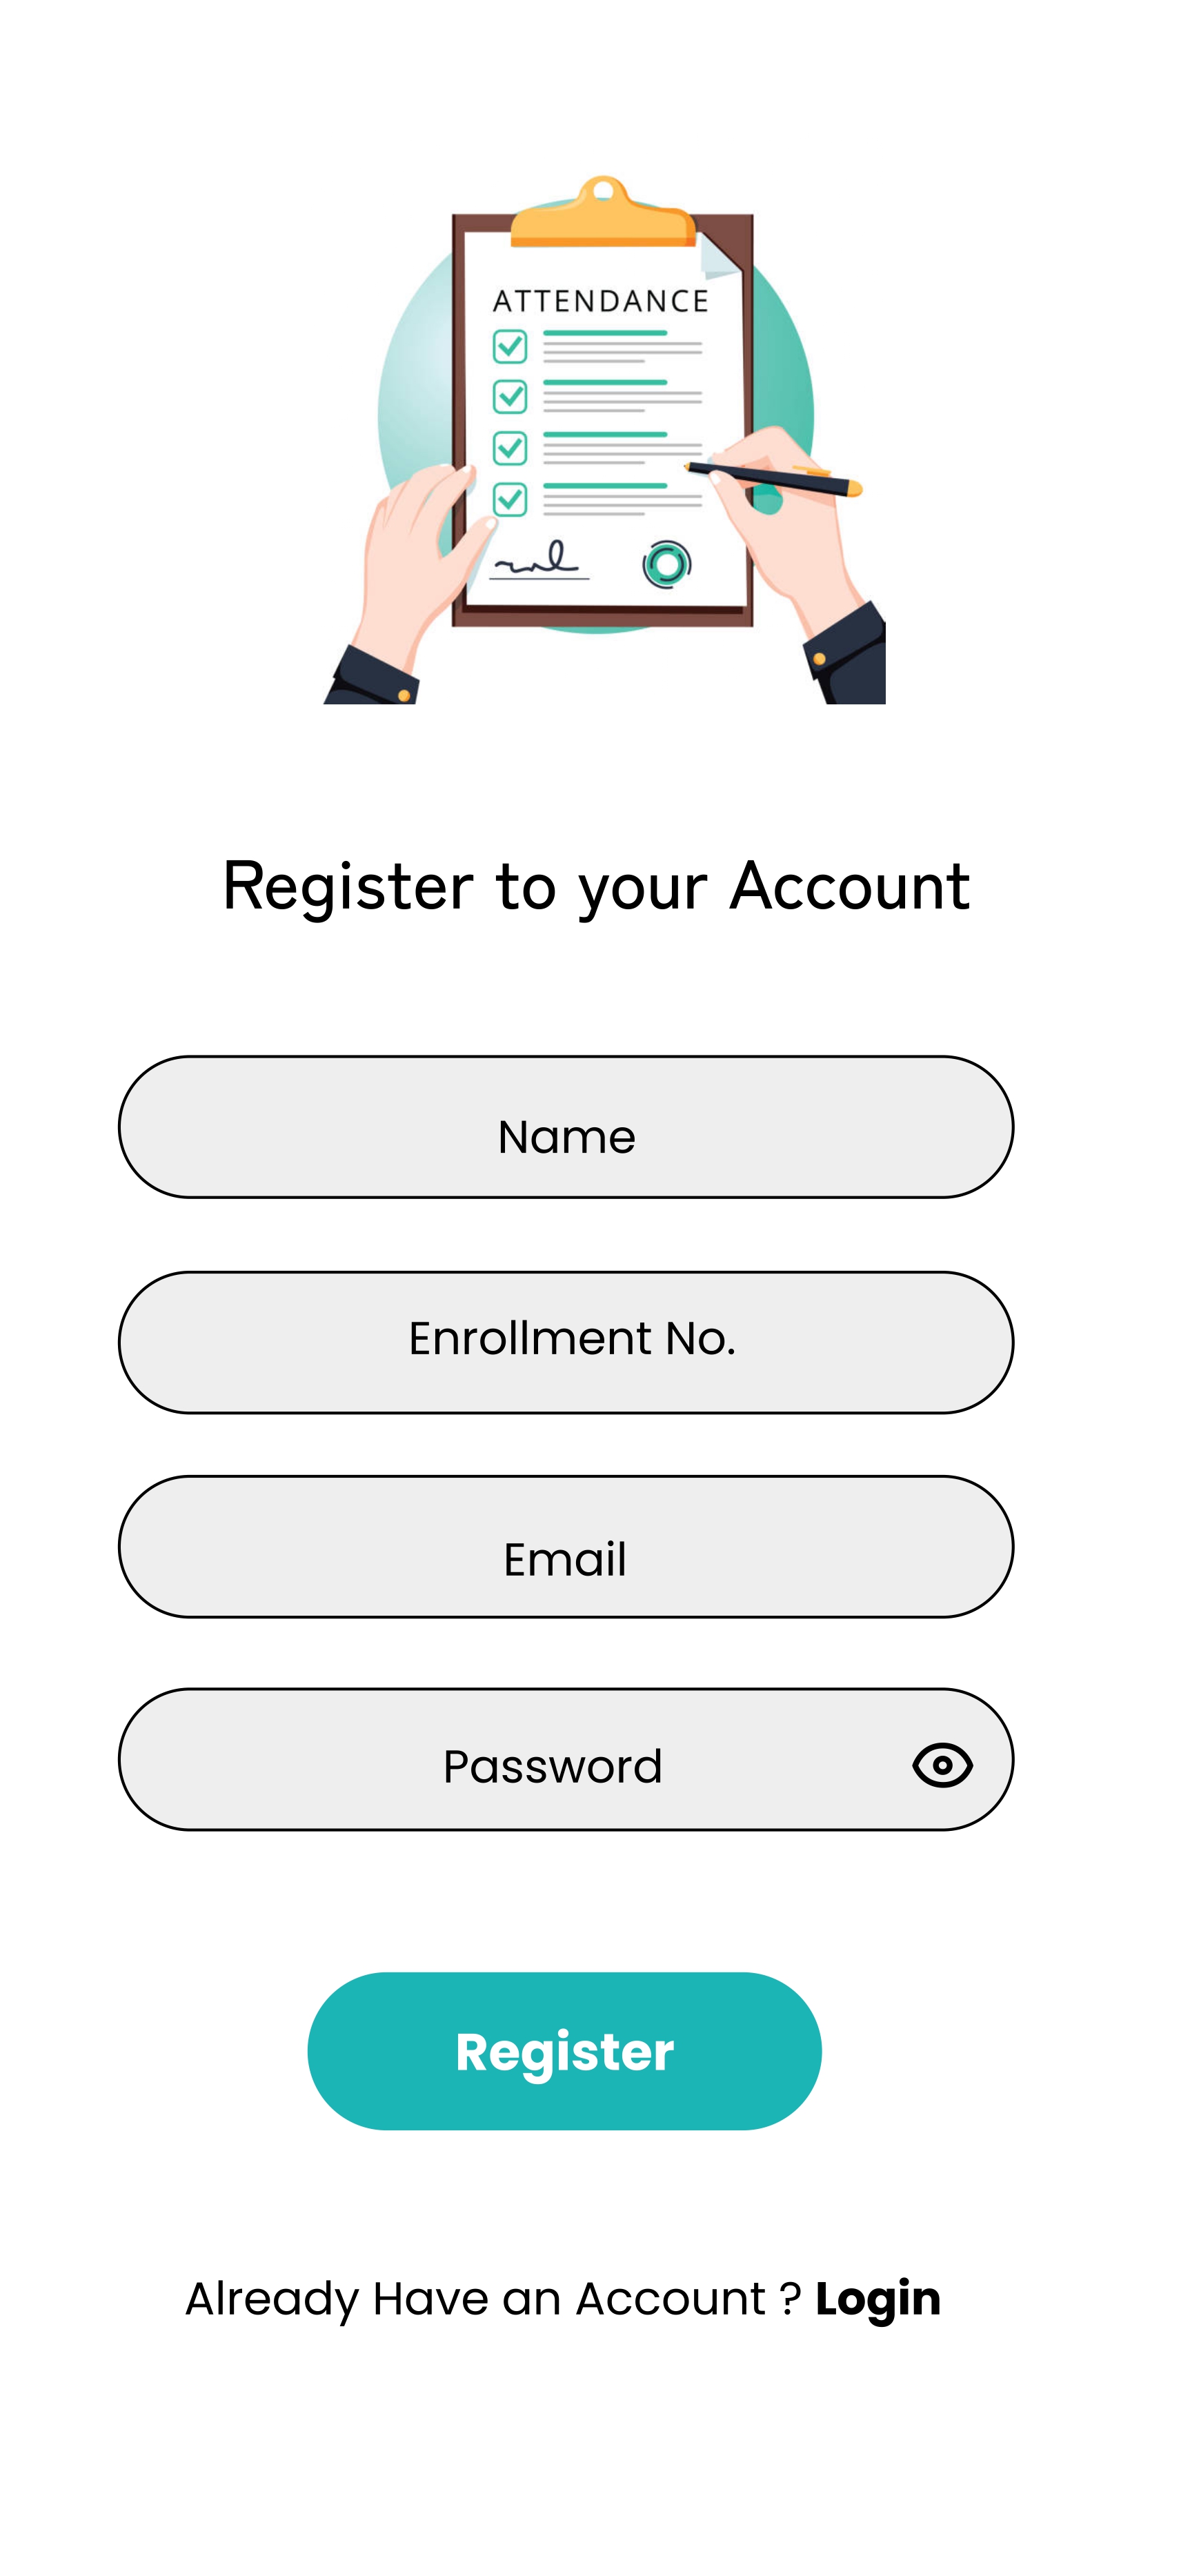 ATTENDANCE
Register to your Account
Name
Enrollment No.
Email
Password
Register
Already Have an Account ? Login